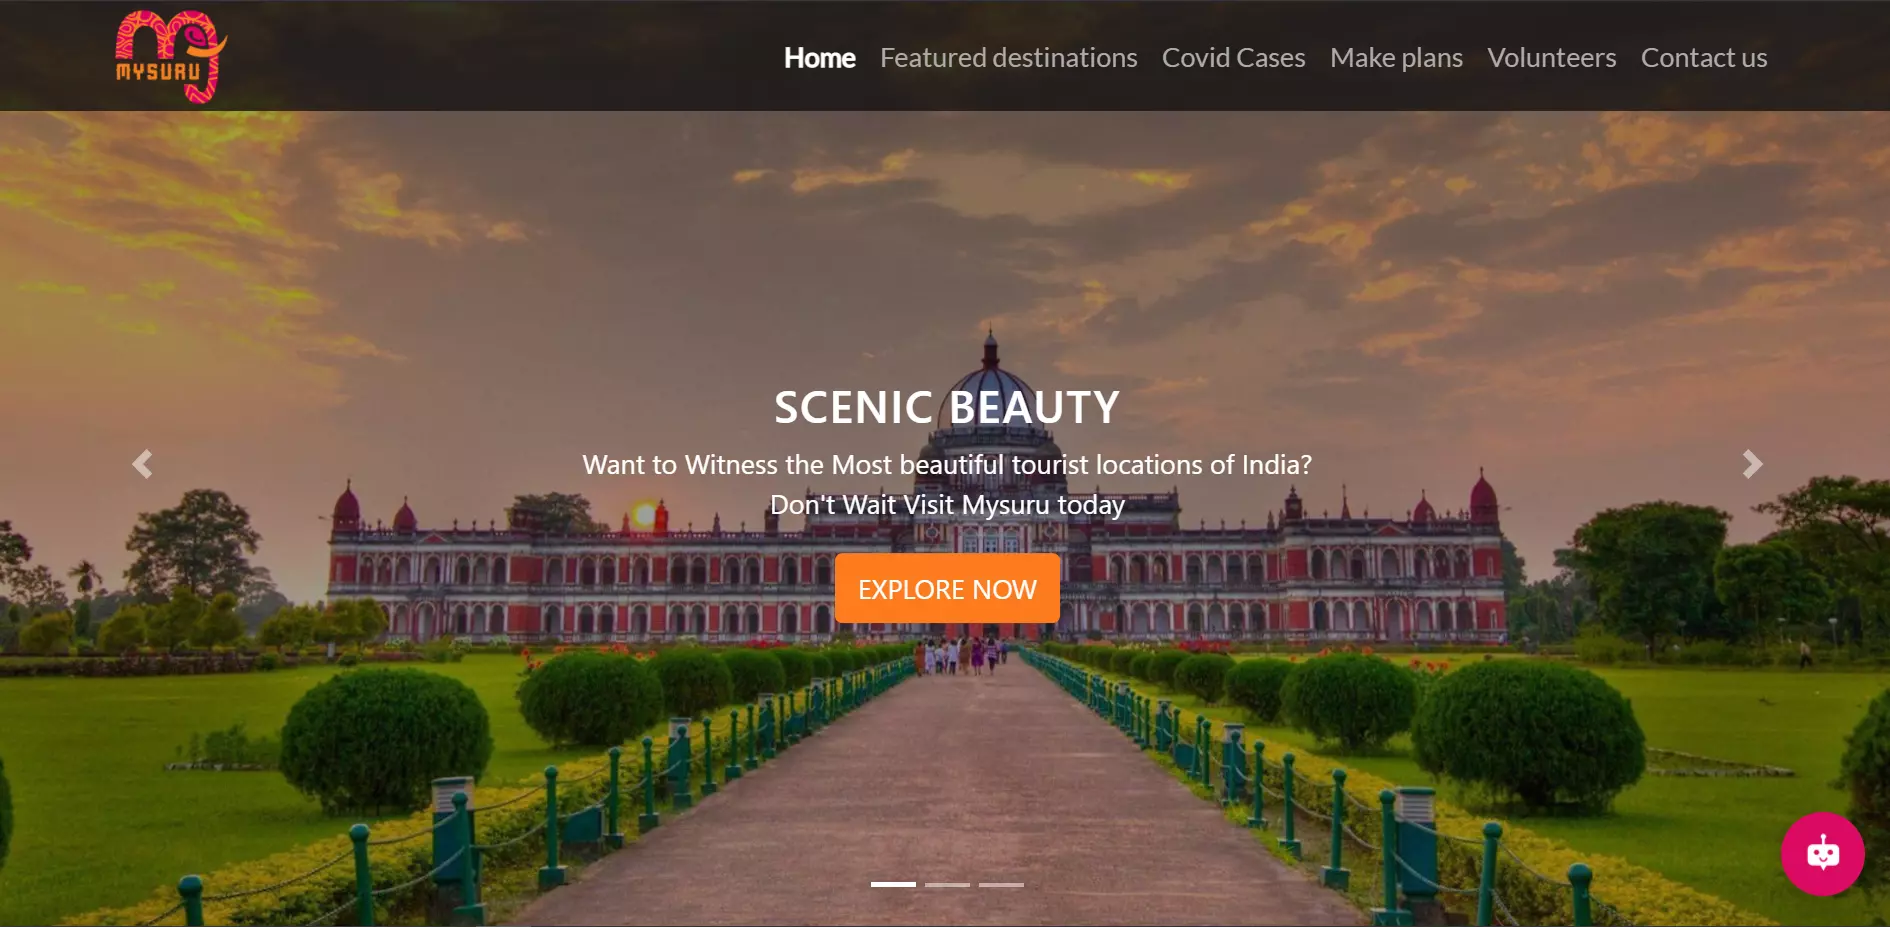 MYSURU
Home Featured destinations Covid Cases Make plans Volunteers Contact us
SCENIC BEAUTY
Want to Witness the Most beautiful tourist locations of India?
Don't Wait Visit Mysuru today
EXPLORE NOW